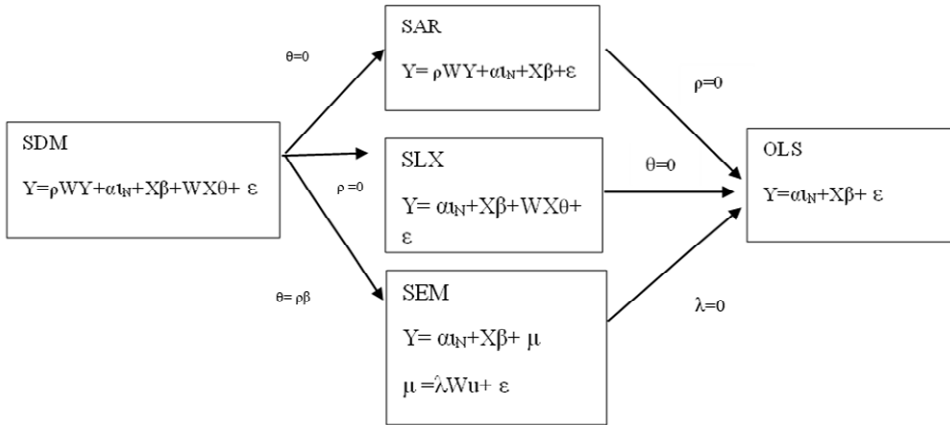 SDM
Y=ρWY+αιN+Xβ+WXθ+ ε
θ=0
ρ =0
θ= ρβ
SAR
Y= ρWY+αιN+Xβ+ε
SLX
Y= αιN+Xβ+WXθ+
ε
SEM
Y= αιN+Xβ+ μ
μ =λWu+ ε
ρ=0
θ=0
λ=0
OLS
Y=αιN+Xβ+ ε